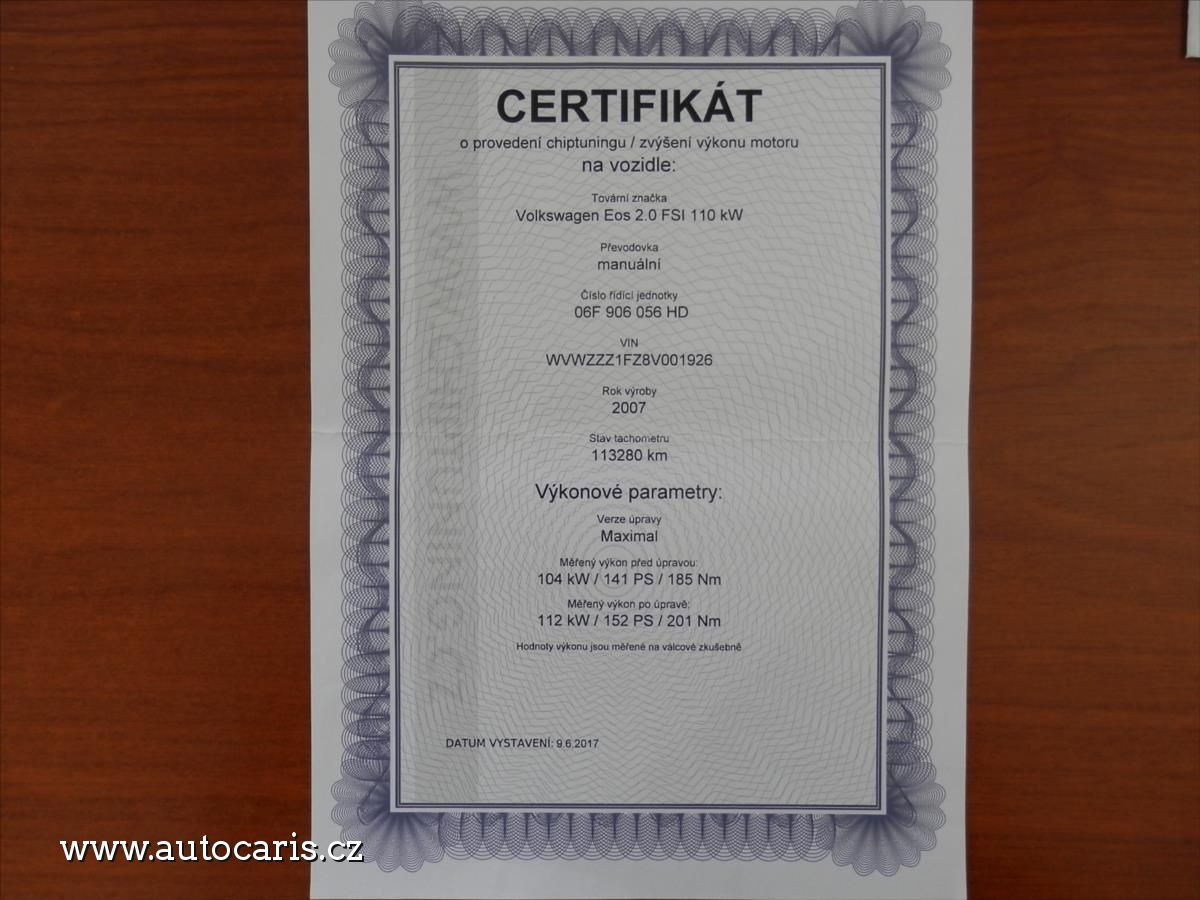 CERTIFIKÁT
o provedení chiptuningu / zvýšení výkonu motoru
na vozidle:
Tovární značka
Volkswagen Eos 2.0 FSI 110 kW
Převodovka
manuální
Číslo řídící jednotky
06F 906 056 HD
VIN
WVWZZZ1FZ8V001926
Rok výroby
2007
Stav tachometru
113280 km
Výkonové parametry:
Verze úpravy
Maximal
Měřený výkon před úpravou:
104 kW / 141 PS / 185 Nm
Měřený výkon po úpravě:
112 kW / 152 PS / 201 Nm
Hodnoty výkonu jsou měřené na válcové zkušebně
DATUM VYSTAVENÍ: 9.6.2017
www.autocaris.cz